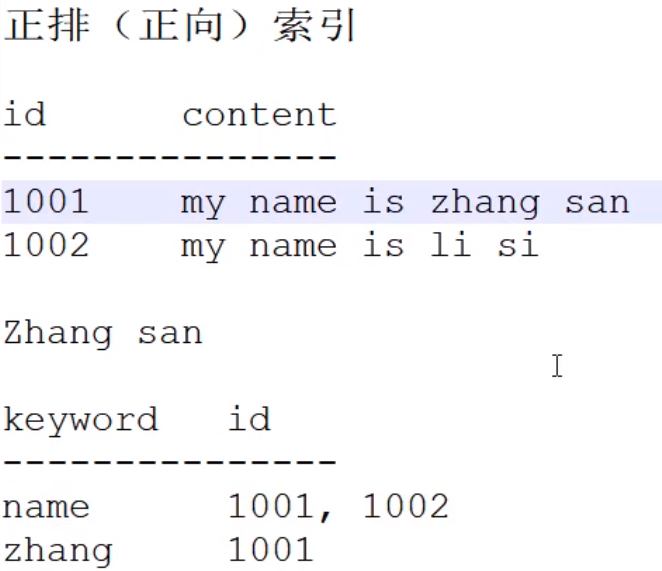 正排（正向）索引
id content
---------------
1001 my name is zhang san
1002 my name is li si
Zhang san
keyword id
---------------
name 1001, 1002
zhang 1001